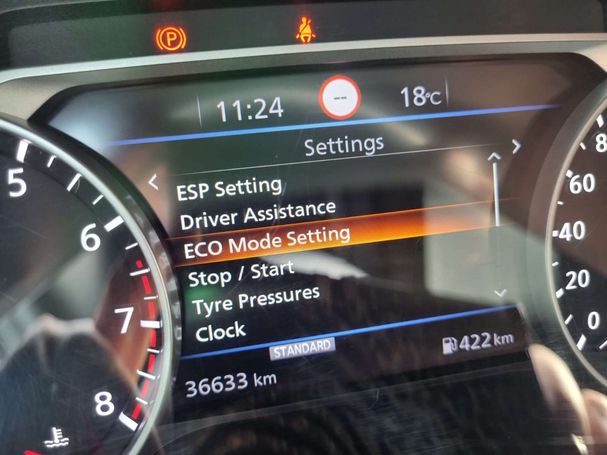 P
11:24 -- 18°C
Settings
ESP Setting
Driver Assistance
ECO Mode Setting
Stop / Start
Tyre Pressures
Clock
STANDARD
36633 km
422 km
5
6
7
8
8
60
40
20
0